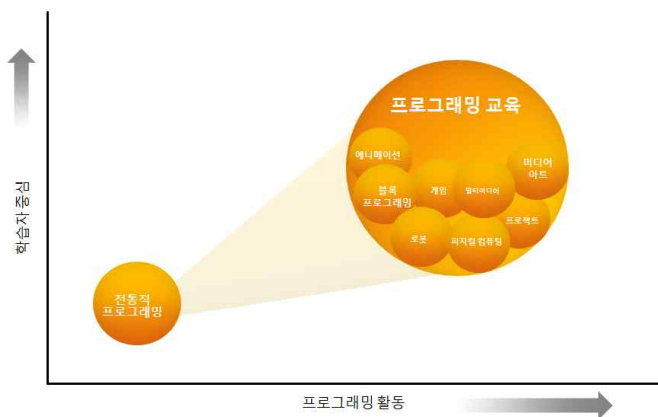 프로그래밍 교육
애니메이션
미디어
아트
블록
프로그래밍
게임
멀티미디어
프로젝트
로봇
피지컬 컴퓨팅
학습자 중심
전통적
프로그래밍
프로그래밍 활동